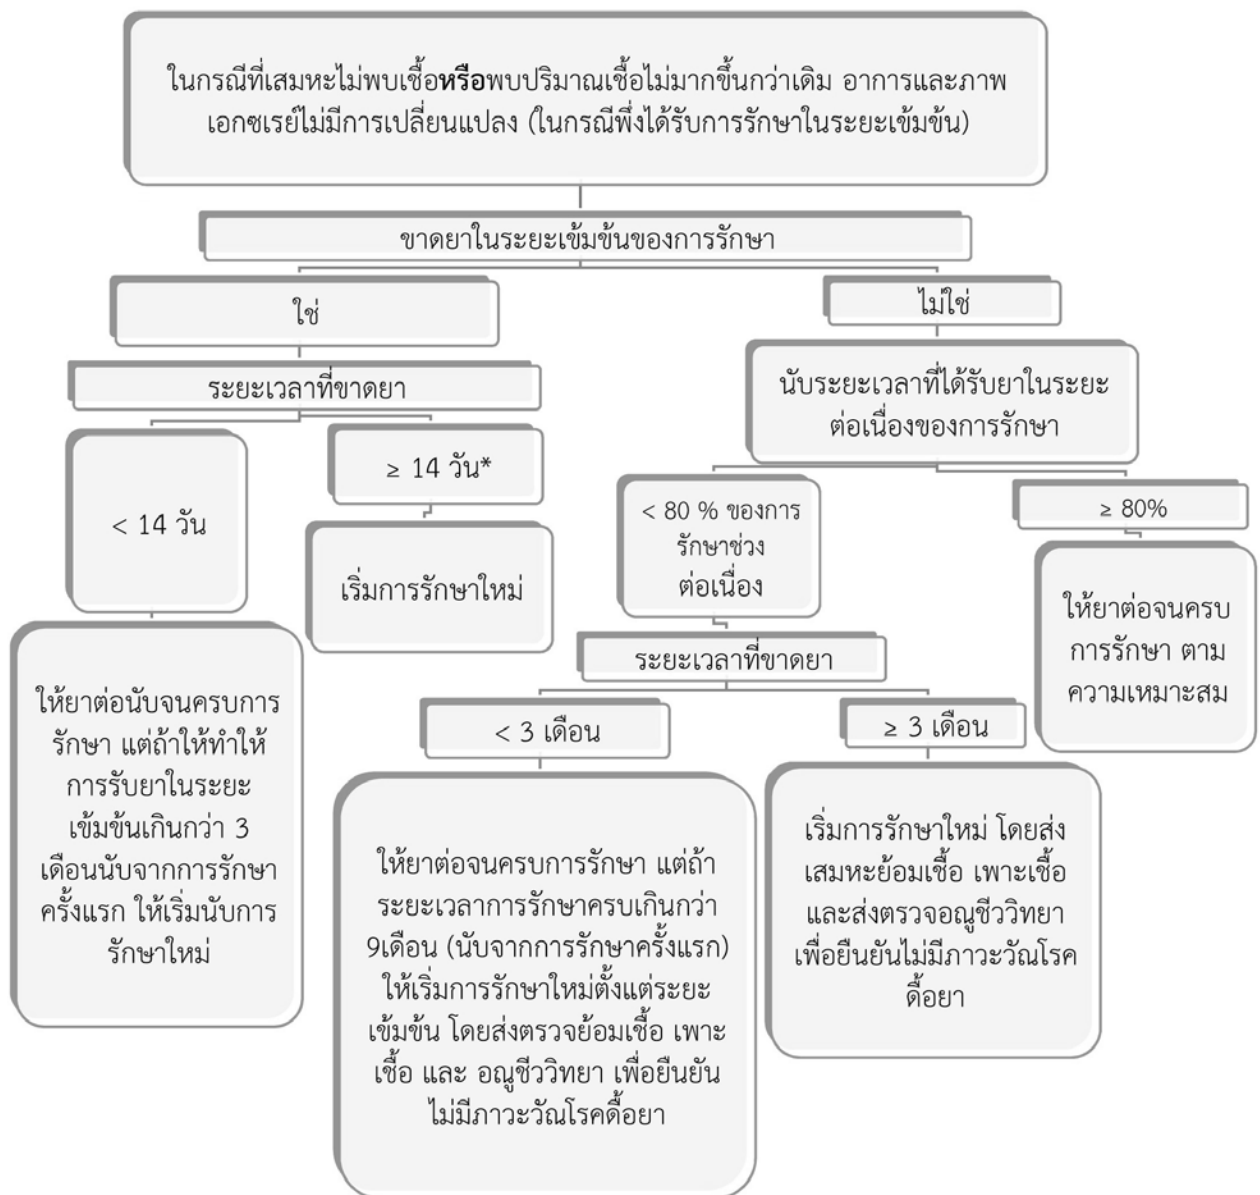 ในกรณีที่เสมหะไม่พบเชื้อหรือพบปริมาณเชื้อไม่มากขึ้นกว่าเดิม อาการและภาพ
เอกซเรย์ไม่มีการเปลี่ยนแปลง (ในกรณีพึ่งได้รับการรักษาในระยะเข้มข้น)
ขาดยาในระยะเข้มข้นของการรักษา
ใช่
ระยะเวลาที่ขาดยา
< 14 วัน
ให้ยาต่อนับจนครบการ
รักษา แต่ถ้าให้ทำให้
การรับยาในระยะ
เข้มข้นเกินกว่า 3
เดือนนับจากการรักษา
ครั้งแรก ให้เริ่มนับการ
รักษาใหม่
≥ 14 วัน*
เริ่มการรักษาใหม่
ไม่ใช่
นับระยะเวลาที่ได้รับยาในระยะ
ต่อเนื่องของการรักษา
< 80 % ของการ
รักษาช่วง
ต่อเนื่อง
ระยะเวลาที่ขาดยา
< 3 เดือน
ให้ยาต่อจนครบการรักษา แต่ถ้า
ระยะเวลาการรักษาครบเกินกว่า
9เดือน (นับจากการรักษาครั้งแรก)
ให้เริ่มการรักษาใหม่ตั้งแต่ระยะ
เข้มข้น โดยส่งตรวจย้อมเชื้อ เพาะ
เชื้อ และ อณูชีววิทยา เพื่อยืนยัน
ไม่มีภาวะวัณโรคดื้อยา
≥ 3 เดือน
เริ่มการรักษาใหม่ โดยส่ง
เสมหะย้อมเชื้อ เพาะเชื้อ
และส่งตรวจอณูชีววิทยา
เพื่อยืนยันไม่มีภาวะวัณโรค
ดื้อยา
≥ 80%
ให้ยาต่อจนครบ
การรักษา ตาม
ความเหมาะสม